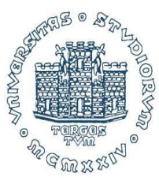 VNIVERSITAS STVDIORVM
TERGES
TVM
MCMXXIV